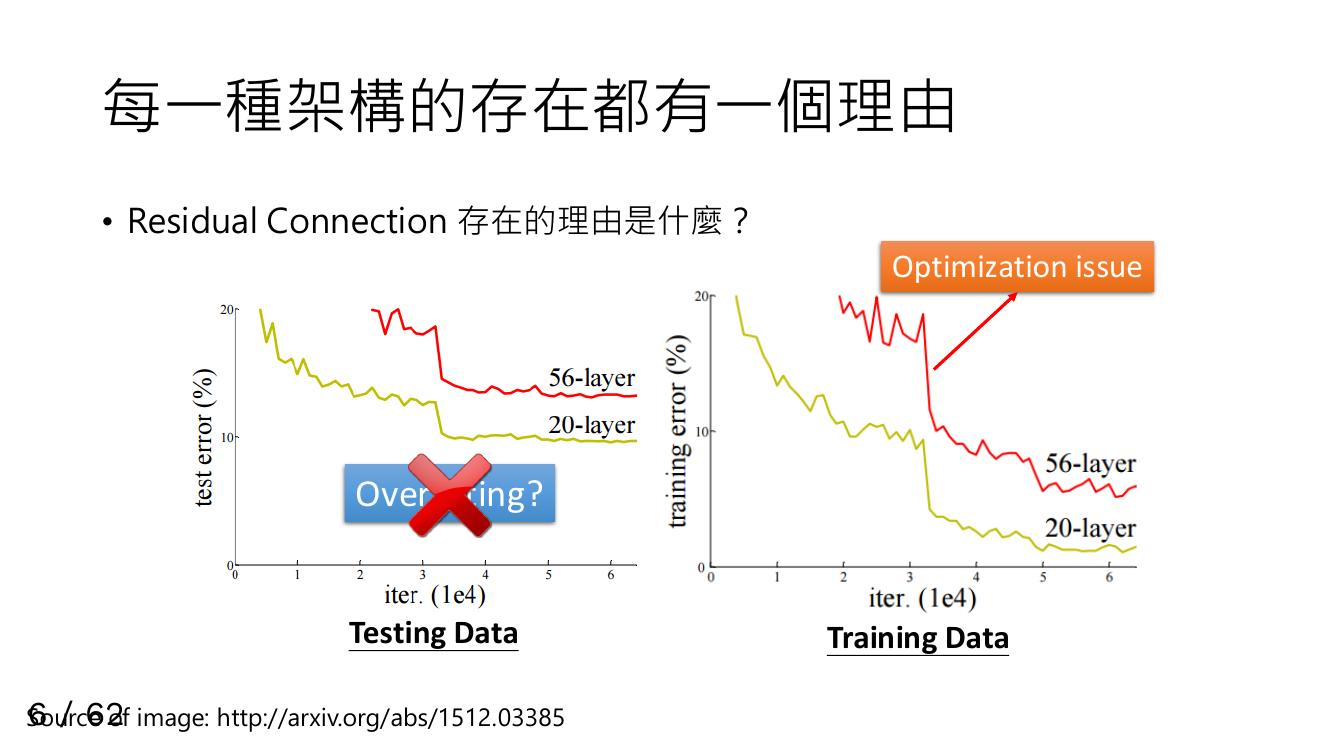 每一種架構的存在都有一個理由
• Residual Connection 存在的理由是什麼？
Optimization issue
20
10
0
test error (%)
56-layer
20-layer
0 1 2 3 4 5 6
iter. (1e4)
Testing Data
20
10
0
training error (%)
56-layer
20-layer
0 1 2 3 4 5 6
iter. (1e4)
Training Data
6 / 62
Source of image: http://arxiv.org/abs/1512.03385